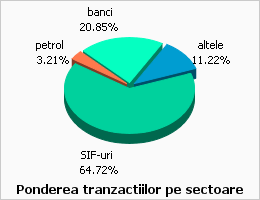 banci
20.85%
petrol
3.21%
altele
11.22%
SIF-uri
64.72%
Ponderea tranzactiilor pe sectoare